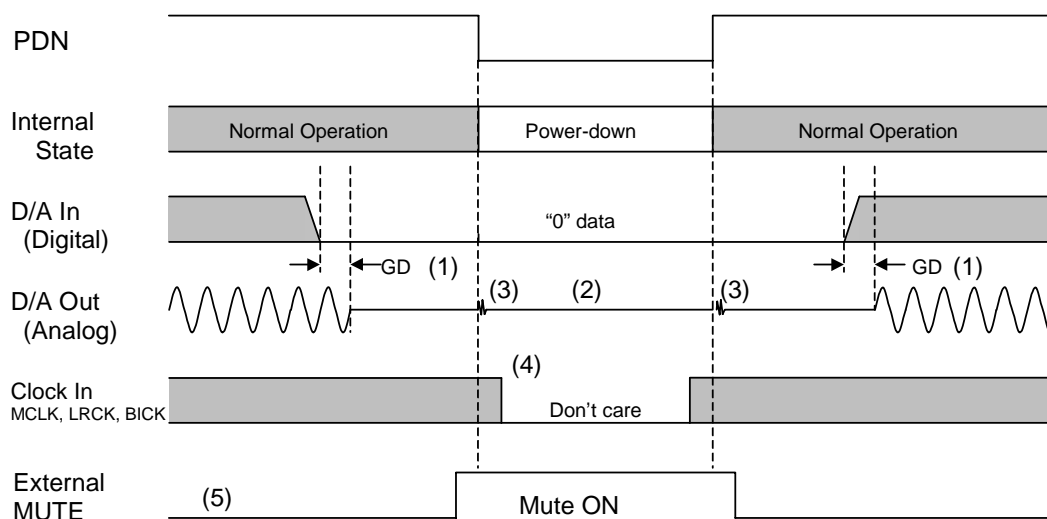 PDN
Internal
State
Normal Operation
Power-down
Normal Operation
D/A In
(Digital)
“0” data
GD (1)
GD (1)
D/A Out
(Analog)
(3)
(2)
(3)
Clock In
MCLK, LRCK, BICK
(4)
Don’t care
External
MUTE
(5)
Mute ON